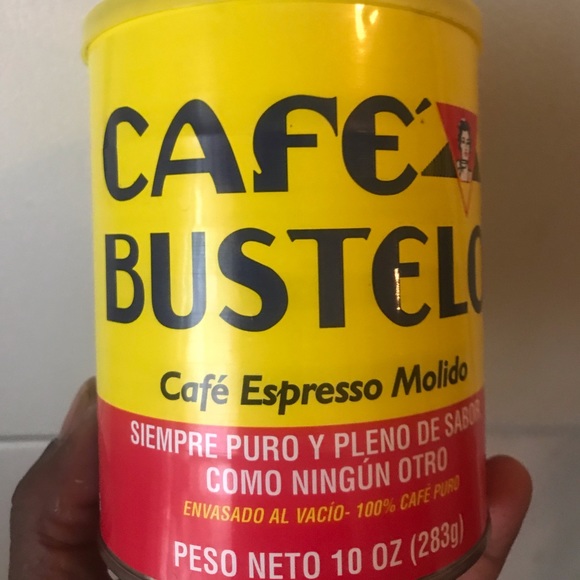 CAFÉ
BUSTELO
Café Espresso Molido
SIEMPRE PURO Y PLENO DE SABOR
COMO NINGÚN OTRO
ENVASADO AL VACÍO- 100% CAFÉ PURO
PESO NETO 10 OZ (283g)